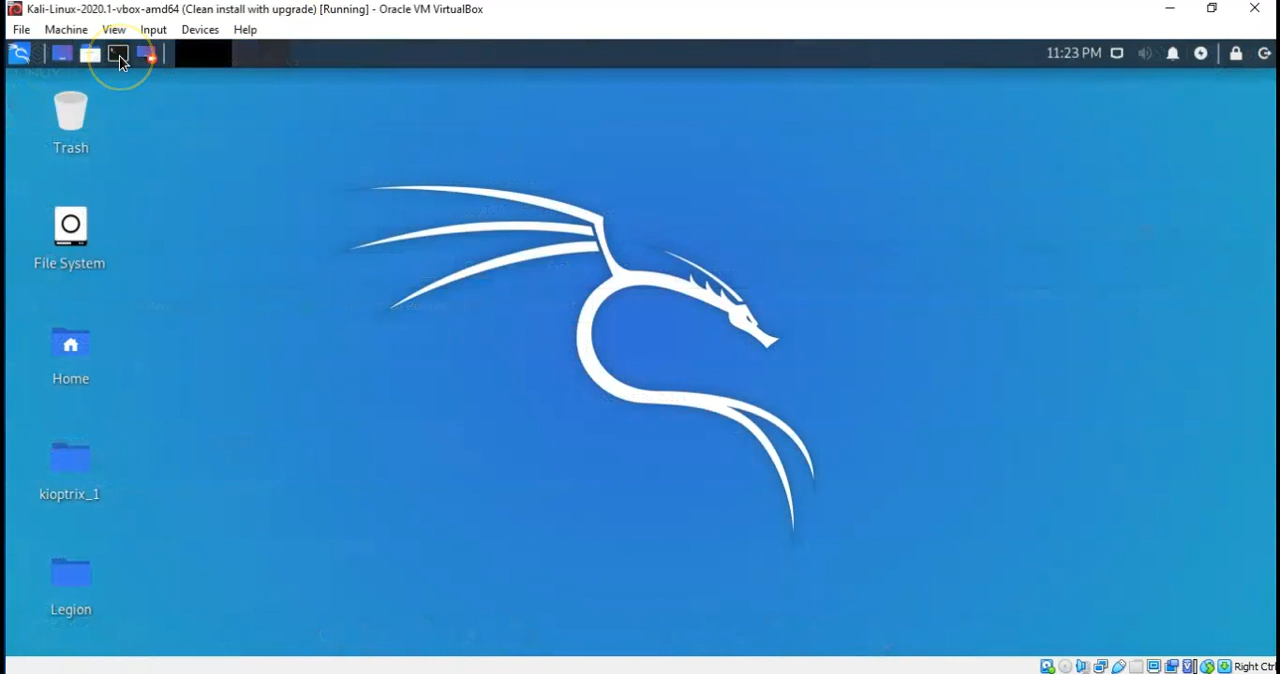 Kali-Linux-2020.1-vbox-amd64 (Clean install with upgrade) [Running] - Oracle VM VirtualBox
File Machine View Input Devices Help
11:23 PM
Trash
File System
Home
kioptrix_1
Legion
Right Ctrl